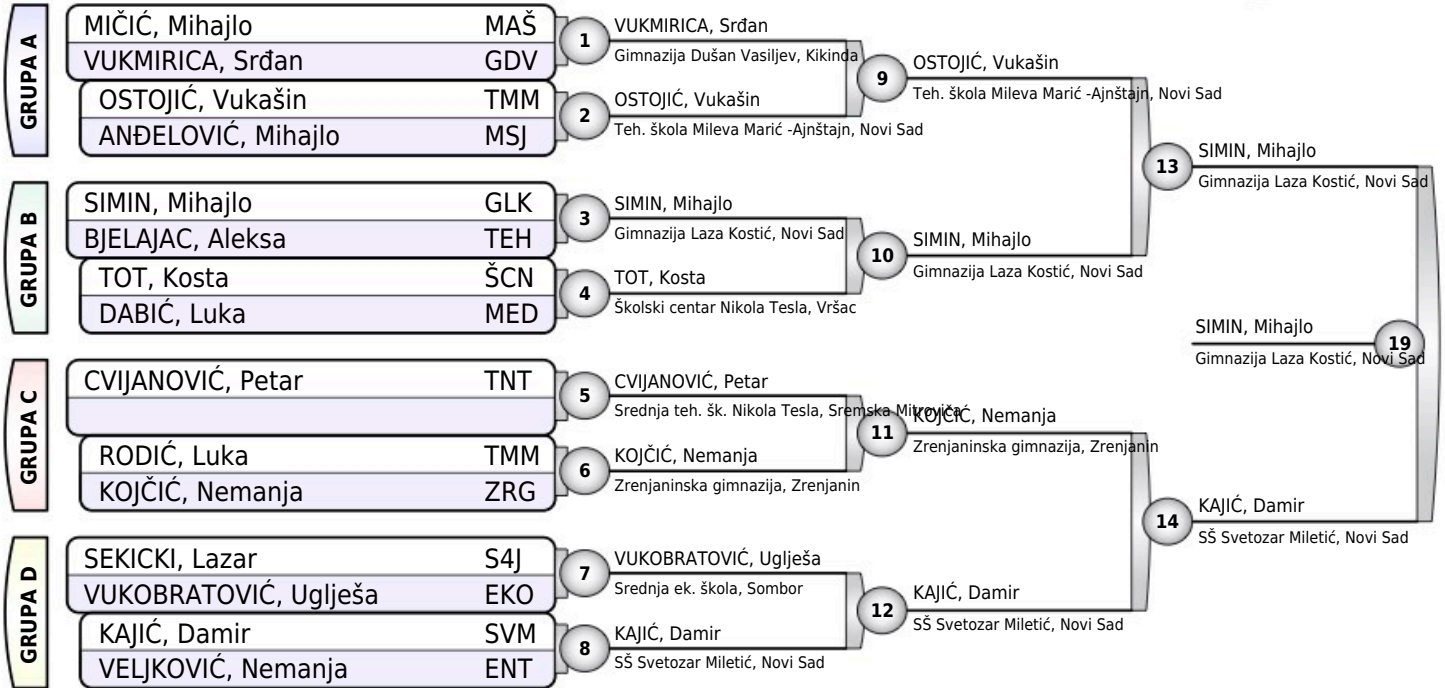 GRUPA A
MIČIĆ, Mihajlo MAŠ
VUKMIRICA, Srđan GDV
OSTOJIĆ, Vukašin TMM
ANĐELOVIĆ, Mihajlo MSJ
GRUPA B
SIMIN, Mihajlo GLK
BJELAJAC, Aleksa TEH
TOT, Kosta ŠCN
DABIĆ, Luka MED
GRUPA C
CVIJANOVIĆ, Petar TNT
RODIĆ, Luka TMM
KOJČIĆ, Nemanja ZRG
GRUPA D
SEKICKI, Lazar S4J
VUKOBRATOVIĆ, Uglješa EKO
KAJIĆ, Damir SVM
VELJKOVIĆ, Nemanja ENT
1
VUKMIRICA, Srđan
Gimnazija Dušan Vasiljev, Kikinda
2
OSTOJIĆ, Vukašin
Teh. škola Mileva Marić -Ajnštajn, Novi Sad
3
SIMIN, Mihajlo
Gimnazija Laza Kostić, Novi Sad
4
TOT, Kosta
Školski centar Nikola Tesla, Vršac
5
CVIJANOVIĆ, Petar
Srednja teh. šk. Nikola Tesla, Sremska Mitrovica
6
KOJČIĆ, Nemanja
Zrenjaninska gimnazija, Zrenjanin
7
VUKOBRATOVIĆ, Uglješa
Srednja ek. škola, Sombor
8
KAJIĆ, Damir
SŠ Svetozar Miletić, Novi Sad
9
OSTOJIĆ, Vukašin
Teh. škola Mileva Marić -Ajnštajn, Novi Sad
10
SIMIN, Mihajlo
Gimnazija Laza Kostić, Novi Sad
11
KOJČIĆ, Nemanja
Zrenjaninska gimnazija, Zrenjanin
12
KAJIĆ, Damir
SŠ Svetozar Miletić, Novi Sad
13
SIMIN, Mihajlo
Gimnazija Laza Kostić, Novi Sad
14
KAJIĆ, Damir
SŠ Svetozar Miletić, Novi Sad
19
SIMIN, Mihajlo
Gimnazija Laza Kostić, Novi Sad